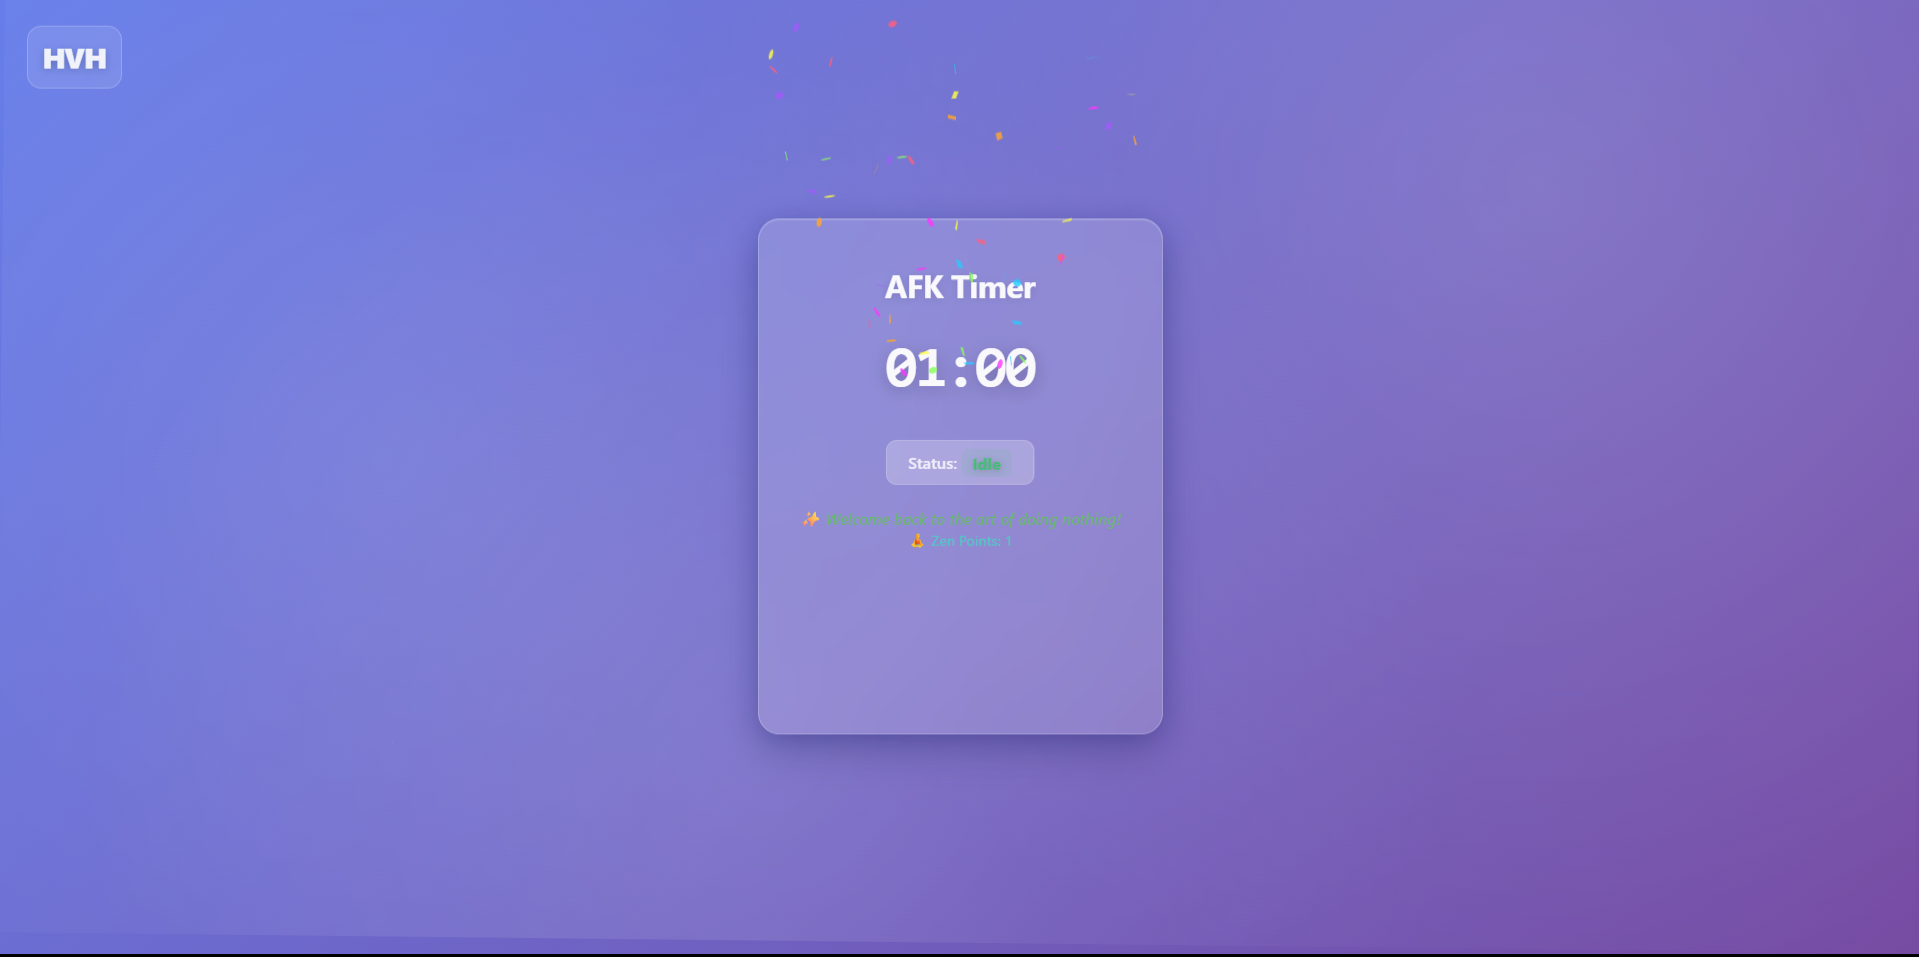 HVH
AFK Timer
01:00
Status: Idle
✨ Welcome back to the art of doing nothing!
🧘 Zen Points: 1